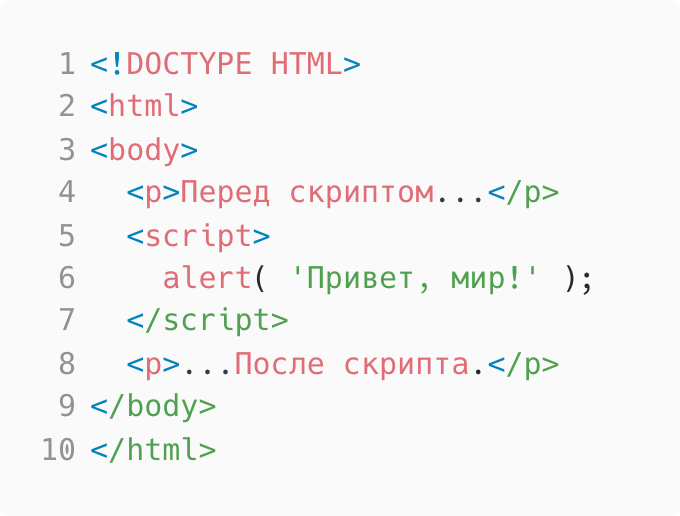 1 <!DOCTYPE HTML>
2 <html>
3 <body>
4   <p>Перед скриптом...</p>
5   <script>
6     alert( 'Привет, мир!' );
7   </script>
8   <p>...После скрипта.</p>
9 </body>
10 </html>